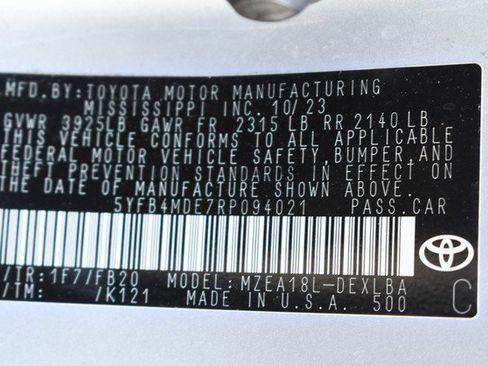 MFD.BY:TOYOTA MOTOR MANUFACTURING
MISSISSIPPI INC. 10/23
GVWR 3925LB GAWR FR 2315 LB RR 2140 LB
THIS VEHICLE CONFORMS TO ALL APPLICABLE
FEDERAL MOTOR VEHICLE SAFETY, BUMPER, AND
THEFT PREVENTION STANDARDS IN EFFECT ON
THE DATE OF MANUFACTURE SHOWN ABOVE.
5YFB4MDE7RP094021 PASS.CAR
/TR:1F7/FB20 MODEL:MZEA18L-DEXLBA
/TM: /K121 MADE IN U.S.A. 500
C
TOYOTA